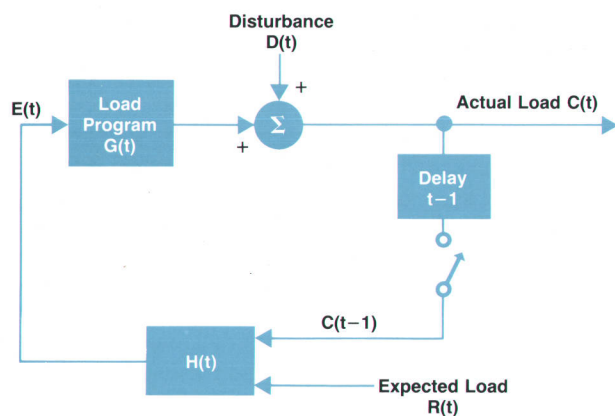 Disturbance
D(t)
+
E(t)
Load
Program
G(t)
+
Σ
Actual Load C(t)
Delay
t−1
C(t−1)
H(t)
Expected Load
R(t)